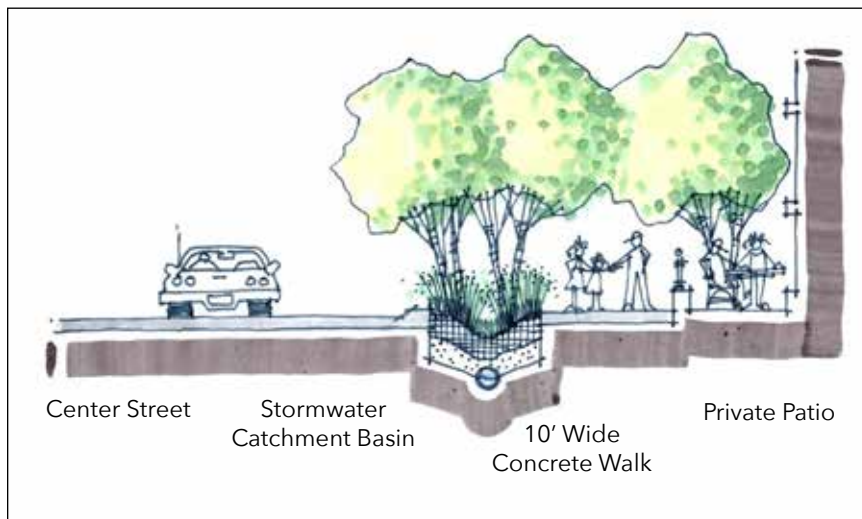 Center Street
Stormwater
Catchment Basin
10’ Wide
Concrete Walk
Private Patio